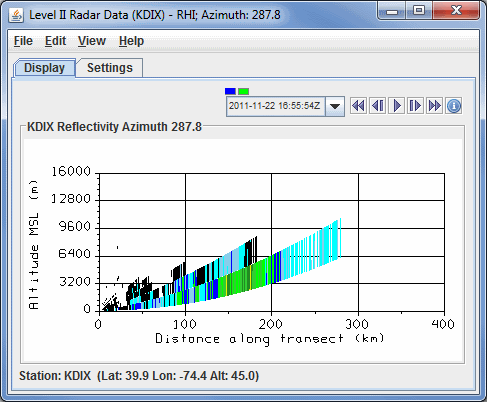 Level II Radar Data (KDIX) - RHI; Azimuth: 287.8
File Edit View Help
Display Settings
2011-11-22 16:55:54Z
KDIX Reflectivity Azimuth 287.8
16000
12800
9600
6400
3200
0
Altitude MSL (m)
0 100 200 300 400
Distance along transect (km)
Station: KDIX (Lat: 39.9 Lon: -74.4 Alt: 45.0)